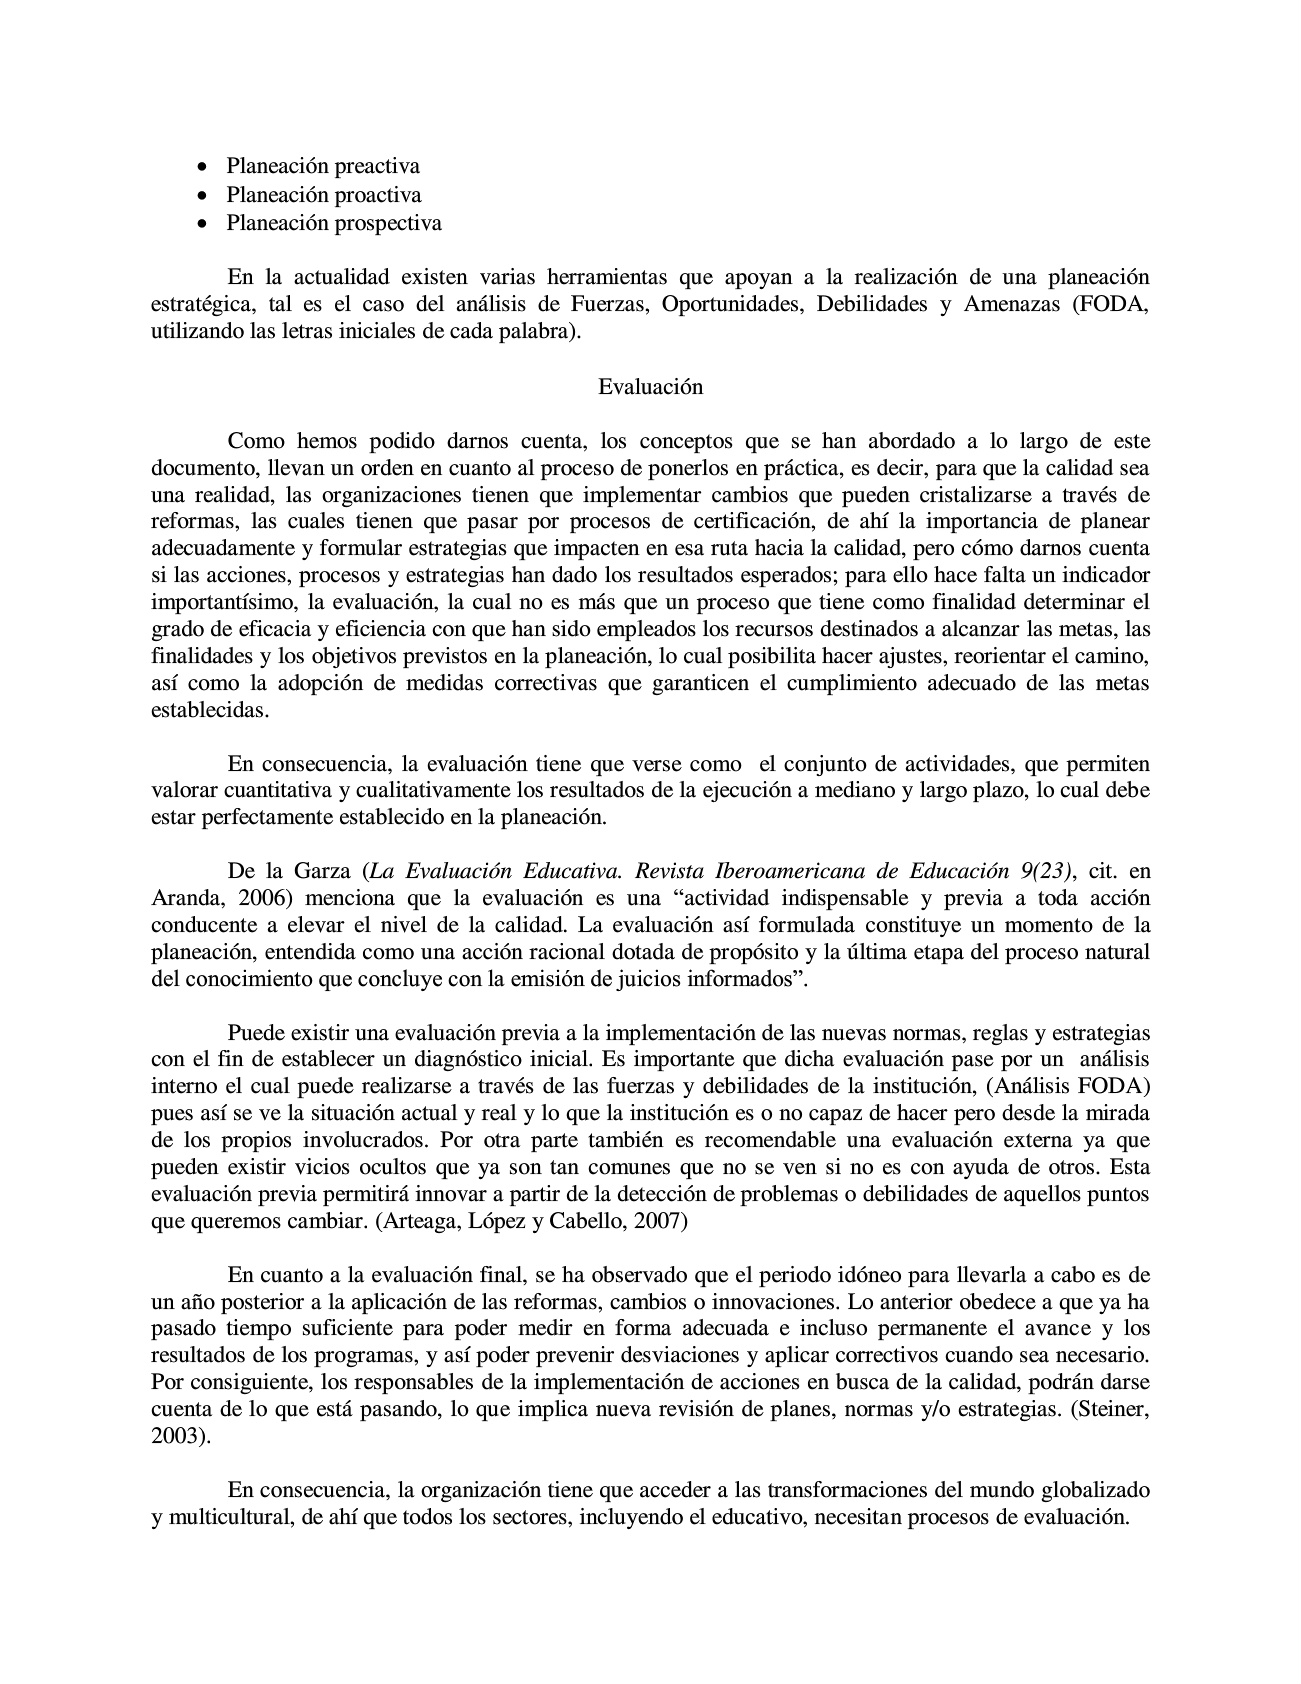 • Planeación preactiva
• Planeación proactiva
• Planeación prospectiva
En la actualidad existen varias herramientas que apoyan a la realización de una planeación
estratégica, tal es el caso del análisis de Fuerzas, Oportunidades, Debilidades y Amenazas (FODA,
utilizando las letras iniciales de cada palabra).
Evaluación
Como hemos podido darnos cuenta, los conceptos que se han abordado a lo largo de este
documento, llevan un orden en cuanto al proceso de ponerlos en práctica, es decir, para que la calidad sea
una realidad, las organizaciones tienen que implementar cambios que pueden cristalizarse a través de
reformas, las cuales tienen que pasar por procesos de certificación, de ahí la importancia de planear
adecuadamente y formular estrategias que impacten en esa ruta hacia la calidad, pero cómo darnos cuenta
si las acciones, procesos y estrategias han dado los resultados esperados; para ello hace falta un indicador
importantísimo, la evaluación, la cual no es más que un proceso que tiene como finalidad determinar el
grado de eficacia y eficiencia con que han sido empleados los recursos destinados a alcanzar las metas, las
finalidades y los objetivos previstos en la planeación, lo cual posibilita hacer ajustes, reorientar el camino,
así como la adopción de medidas correctivas que garanticen el cumplimiento adecuado de las metas
establecidas.
En consecuencia, la evaluación tiene que verse como  el conjunto de actividades, que permiten
valorar cuantitativa y cualitativamente los resultados de la ejecución a mediano y largo plazo, lo cual debe
estar perfectamente establecido en la planeación.
De la Garza (La Evaluación Educativa. Revista Iberoamericana de Educación 9(23), cit. en
Aranda, 2006) menciona que la evaluación es una “actividad indispensable y previa a toda acción
conducente a elevar el nivel de la calidad. La evaluación así formulada constituye un momento de la
planeación, entendida como una acción racional dotada de propósito y la última etapa del proceso natural
del conocimiento que concluye con la emisión de juicios informados”.
Puede existir una evaluación previa a la implementación de las nuevas normas, reglas y estrategias
con el fin de establecer un diagnóstico inicial. Es importante que dicha evaluación pase por un  análisis
interno el cual puede realizarse a través de las fuerzas y debilidades de la institución, (Análisis FODA)
pues así se ve la situación actual y real y lo que la institución es o no capaz de hacer pero desde la mirada
de los propios involucrados. Por otra parte también es recomendable una evaluación externa ya que
pueden existir vicios ocultos que ya son tan comunes que no se ven si no es con ayuda de otros. Esta
evaluación previa permitirá innovar a partir de la detección de problemas o debilidades de aquellos puntos
que queremos cambiar. (Arteaga, López y Cabello, 2007)
En cuanto a la evaluación final, se ha observado que el periodo idóneo para llevarla a cabo es de
un año posterior a la aplicación de las reformas, cambios o innovaciones. Lo anterior obedece a que ya ha
pasado tiempo suficiente para poder medir en forma adecuada e incluso permanente el avance y los
resultados de los programas, y así poder prevenir desviaciones y aplicar correctivos cuando sea necesario.
Por consiguiente, los responsables de la implementación de acciones en busca de la calidad, podrán darse
cuenta de lo que está pasando, lo que implica nueva revisión de planes, normas y/o estrategias. (Steiner,
2003).
En consecuencia, la organización tiene que acceder a las transformaciones del mundo globalizado
y multicultural, de ahí que todos los sectores, incluyendo el educativo, necesitan procesos de evaluación.